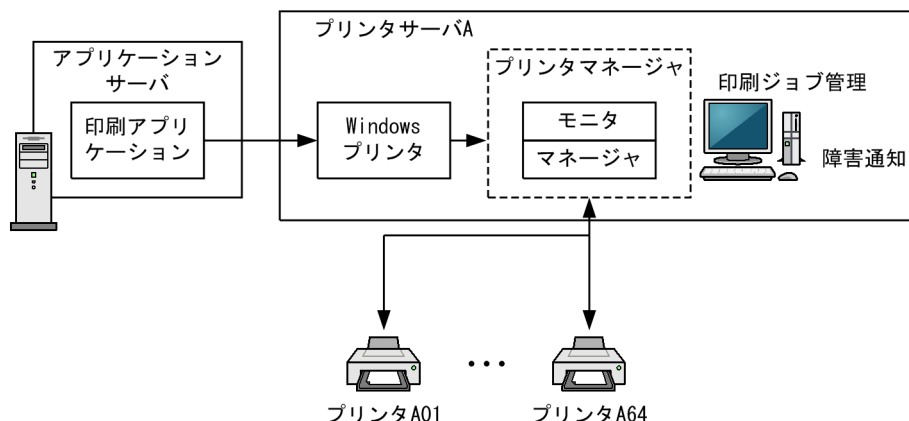 プリンタサーバA
アプリケーション
サーバ
印刷アプリ
ケーション
Windows
プリンタ
プリンタマネージャ
モニタ
マネージャ
印刷ジョブ管理
障害通知
プリンタA01
・・・
プリンタA64